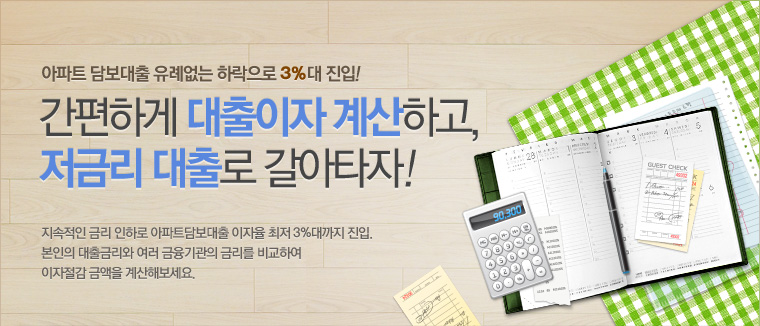 아파트 담보대출 유례없는 하락으로 3%대 진입!
간편하게 대출이자 계산하고,
저금리 대출로 갈아타자!
지속적인 금리 인하로 아파트담보대출 이자율 최저 3%대까지 진입.
본인의 대출금리와 여러 금융기관의 금리를 비교하여
이자절감 금액을 계산해보세요.
90,300
GUEST CHECK